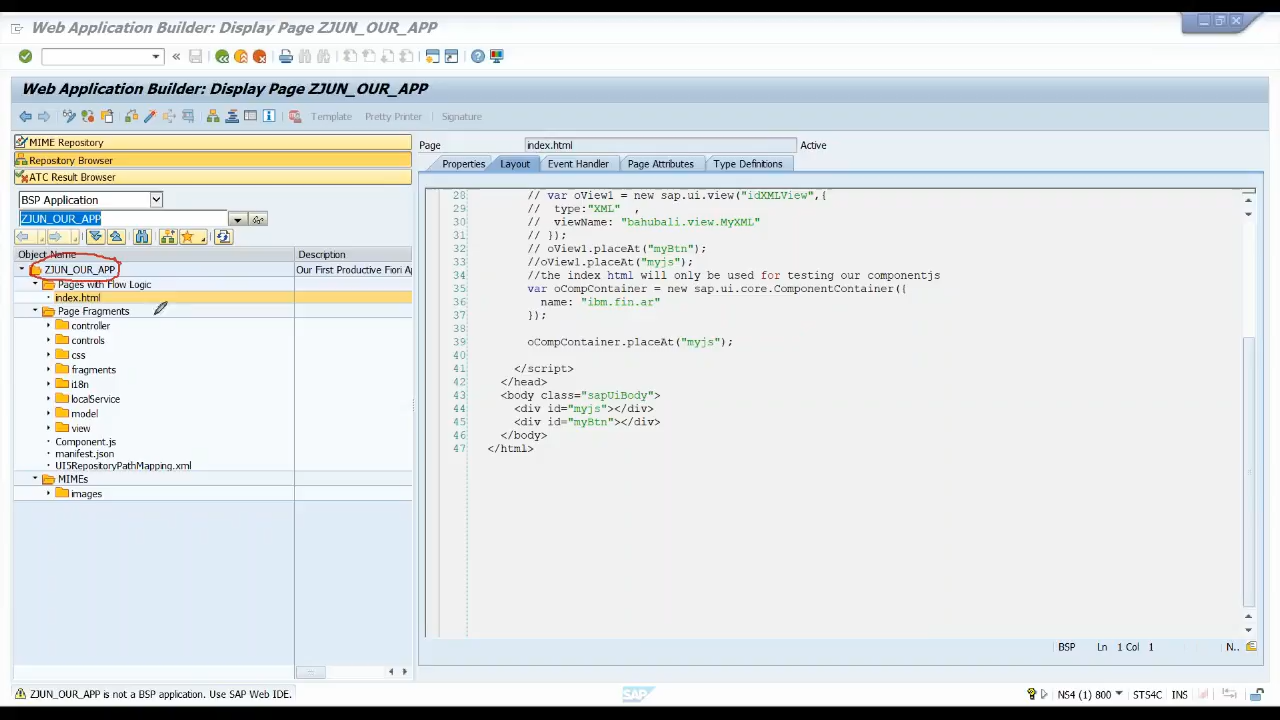 Web Application Builder: Display Page ZJUN_OUR_APP
Web Application Builder: Display Page ZJUN_OUR_APP
Template Pretty Printer Signature
MIME Repository
Repository Browser
ATC Result Browser
BSP Application
ZJUN_OUR_APP
Object Name Description
ZJUN_OUR_APP Our First Productive Fiori Ap
Pages with Flow Logic
index.html
Page Fragments
controller
controls
css
fragments
i18n
localService
model
view
Component.js
manifest.json
UI5RepositoryPathMapping.xml
MIMEs
images
Page index.html Active
Properties Layout Event Handler Page Attributes Type Definitions
28 // var oView1 = new sap.ui.view("idXMLView",{
29 // type:"XML" ,
30 // viewName: "bahubali.view.MyXML"
31 // });
32 // oView1.placeAt("myBtn");
33 //oView1.placeAt("myjs");
34 //the index html will only be used for testing our componentjs
35 var oCompContainer = new sap.ui.core.ComponentContainer({
36 name: "ibm.fin.ar"
37 });
38
39 oCompContainer.placeAt("myjs");
40
41 </script>
42 </head>
43 <body class="sapUiBody">
44 <div id="myjs"></div>
45 <div id="myBtn"></div>
46 </body>
47 </html>
BSP Ln 1 Col 1 N..
ZJUN_OUR_APP is not a BSP application. Use SAP Web IDE.
SAP
NS4 (1) 800 ST54C INS